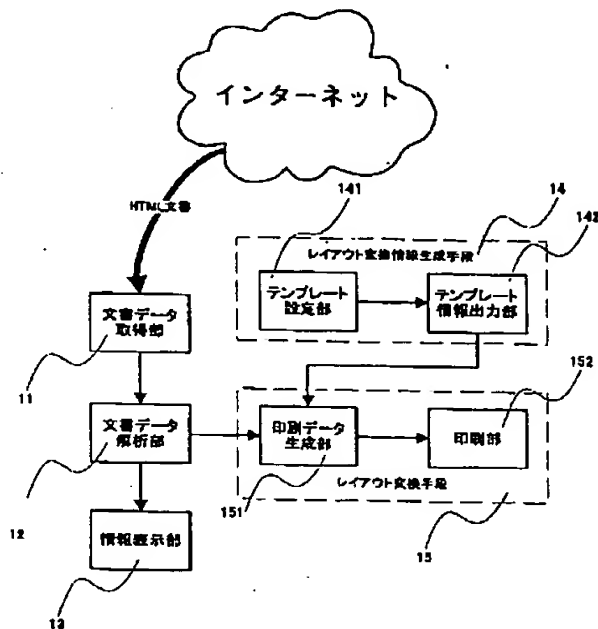 インターネット
HTML文書
141
14
142
レイアウト変換情報生成手段
テンプレート
設定部
テンプレート
情報出力部
文書データ
取得部
11
152
文書データ
解析部
印刷データ
生成部
印刷部
151
レイアウト変換手段
12
情報表示部
15
13